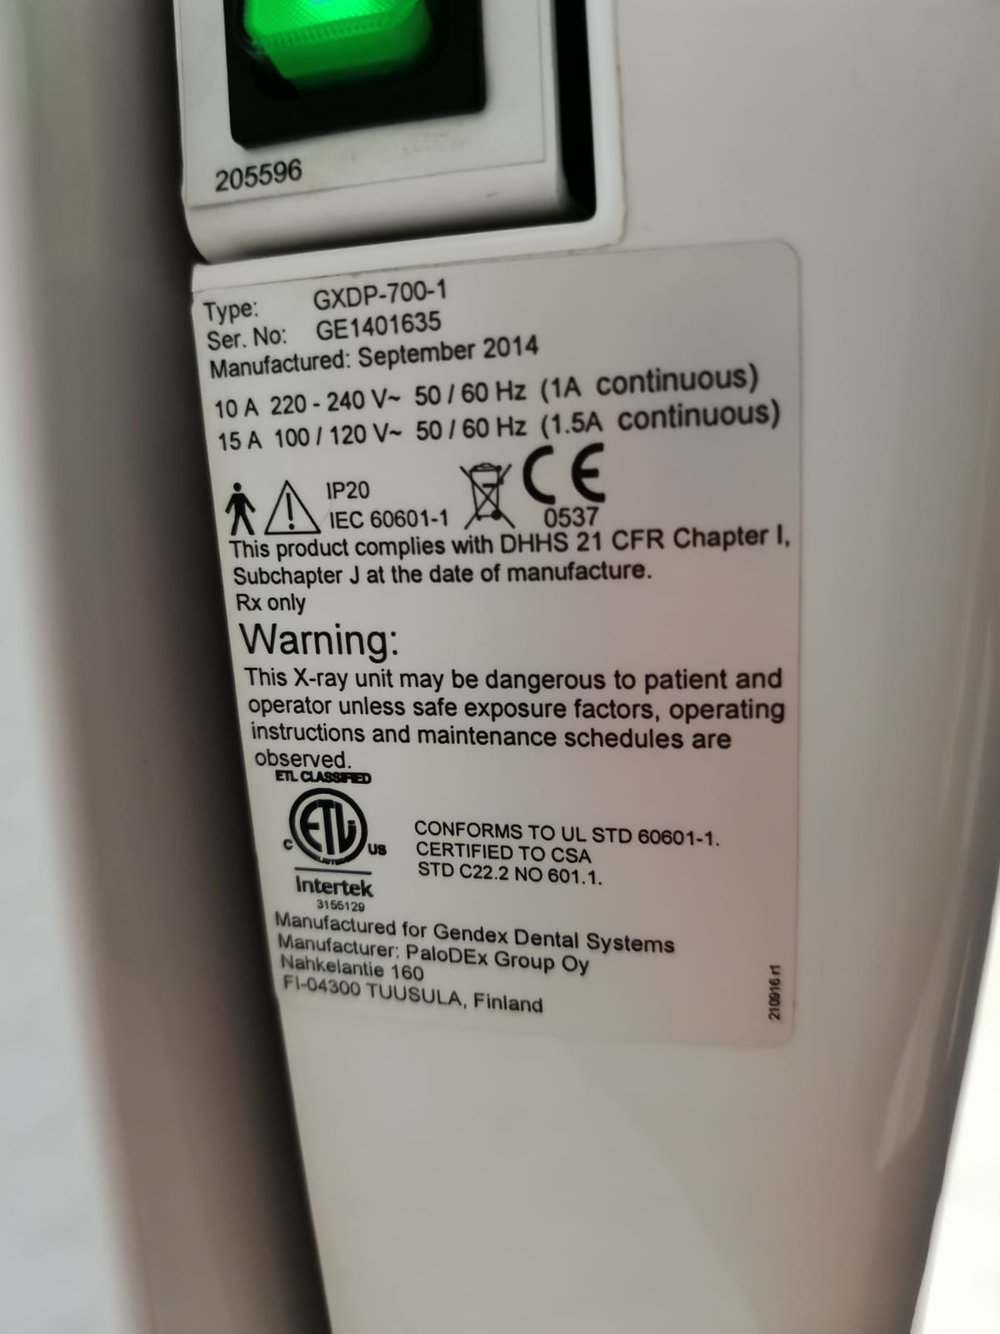 205596
Type: GXDP-700-1
Ser. No: GE1401635
Manufactured: September 2014
10 A 220 - 240 V~ 50 / 60 Hz (1A continuous)
15 A 100 / 120 V~ 50 / 60 Hz (1.5A continuous)
IP20
IEC 60601-1
CE
0537
This product complies with DHHS 21 CFR Chapter I,
Subchapter J at the date of manufacture.
Rx only
Warning:
This X-ray unit may be dangerous to patient and
operator unless safe exposure factors, operating
instructions and maintenance schedules are
observed.
ETL CLASSIFIED
ETL
C US
Intertek
3155129
CONFORMS TO UL STD 60601-1.
CERTIFIED TO CSA
STD C22.2 NO 601.1.
Manufactured for Gendex Dental Systems
Manufacturer: PaloDEx Group Oy
Nahkelantie 160
FI-04300 TUUSULA, Finland
210916 r1